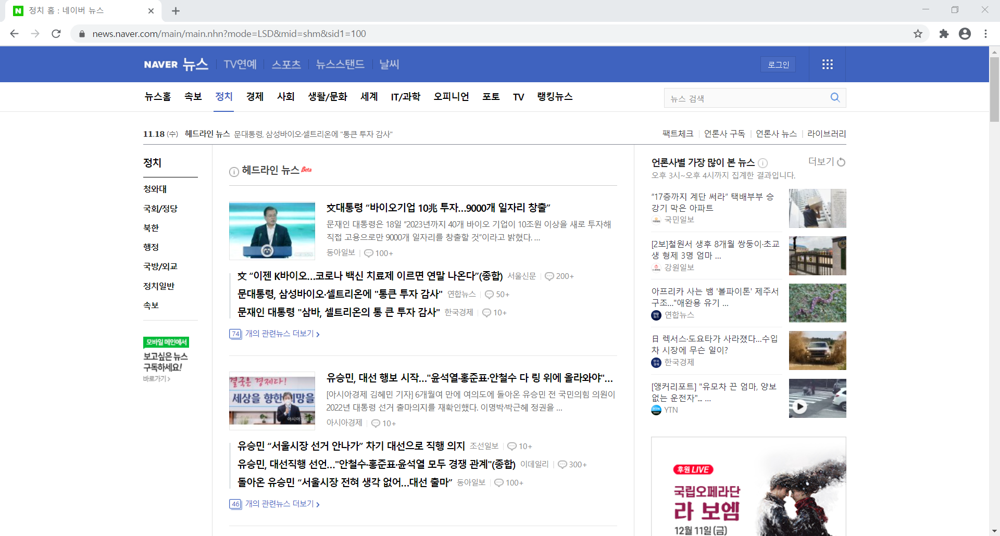 정치 홈 : 네이버 뉴스
news.naver.com/main/main.nhn?mode=LSD&mid=shm&sid1=100
NAVER 뉴스 TV연예 스포츠 뉴스스탠드 날씨
로그인
뉴스홈 속보 정치 경제 사회 생활/문화 세계 IT/과학 오피니언 포토 TV 랭킹뉴스
뉴스 검색
11.18 (수) 헤드라인 뉴스 문대통령, 삼성바이오·셀트리온에 "통큰 투자 감사"
팩트체크 언론사 구독 언론사 뉴스 라이브러리
정치
청와대
국회/정당
북한
행정
국방/외교
정치일반
속보
모바일 메인에서
보고싶은 뉴스
구독하세요!
바로가기 >
헤드라인 뉴스 Beta
文대통령 “바이오기업 10兆 투자…9000개 일자리 창출”
문재인 대통령은 18일 “2023년까지 40개 바이오 기업이 10조원 이상을 새로 투자해
직접 고용으로만 9000개 일자리를 창출할 것”이라고 밝혔다. ...
동아일보 100+
文 “이젠 K바이오…코로나 백신 치료제 이르면 연말 나온다”(종합) 서울신문 200+
문대통령, 삼성바이오·셀트리온에 "통큰 투자 감사" 연합뉴스 50+
문재인 대통령 "삼바, 셀트리온의 통 큰 투자 감사" 한국경제 10+
74 개의 관련뉴스 더보기 >
결국은 경제다!
세상을 향한 희망을
아시아경제
유승민, 대선 행보 시작…"윤석열·홍준표·안철수 다 링 위에 올라와야"…
[아시아경제 김혜민 기자] 6개월여 만에 여의도에 돌아온 유승민 전 국민의힘 의원이
2022년 대통령 선거 출마의지를 재확인했다. 이명박·박근혜 정권을 ...
아시아경제 10+
유승민 “서울시장 선거 안나가” 차기 대선으로 직행 의지 조선일보 10+
유승민, 대선직행 선언…"안철수·홍준표·윤석열 모두 경쟁 관계"(종합) 이데일리 300+
돌아온 유승민 “서울시장 전혀 생각 없어…대선 출마” 동아일보 100+
46 개의 관련뉴스 더보기 >
언론사별 가장 많이 본 뉴스 더보기
오후 3시~오후 4시까지 집계한 결과입니다.
“17층까지 계단 써라” 택배부부 승
강기 막은 아파트
국민일보
[2보]철원서 생후 8개월 쌍둥이·초교
생 형제 3명 엄마 ...
강원일보
아프리카 사는 뱀 '볼파이톤' 제주서
구조…"애완용 유기 ...
연합뉴스
日 렉서스·도요타가 사라졌다…수입
차 시장에 무슨 일이?
한국경제
[앵커리포트] "유모차 끈 엄마, 양보
없는 운전자"... ...
YTN
후원 LIVE
국립오페라단
라 보엠
12월 11일(금)